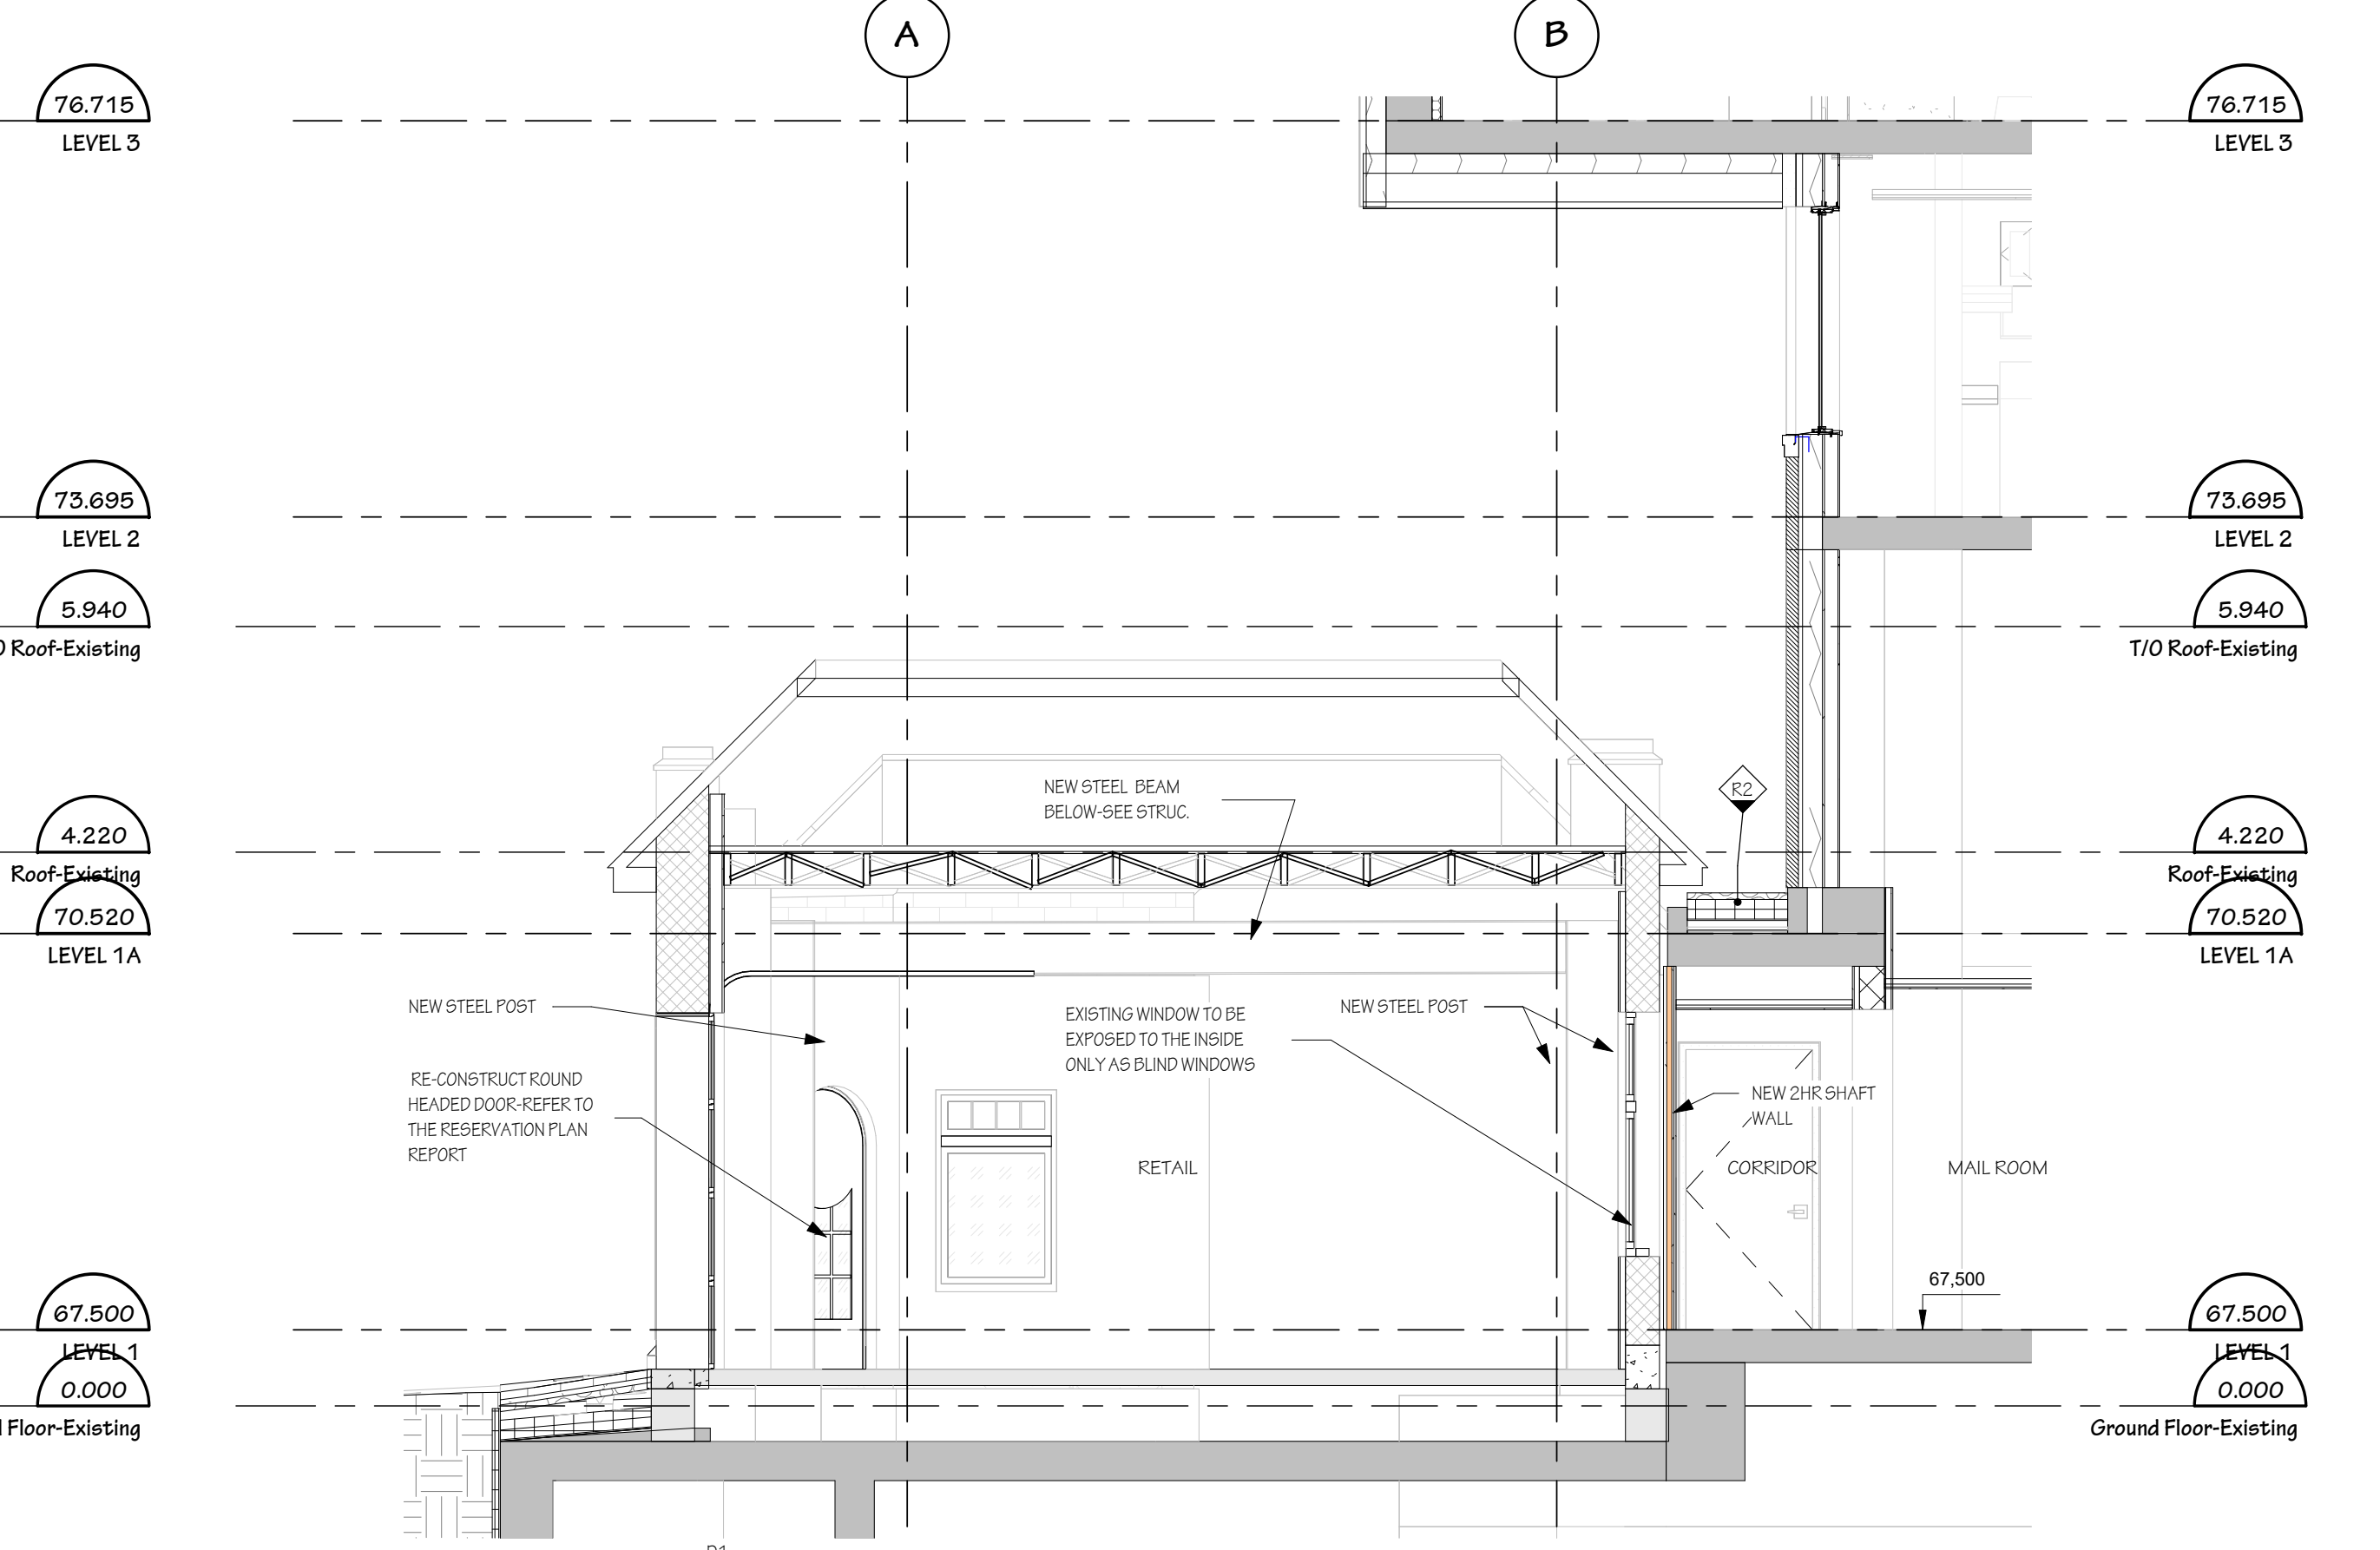 A
B
76.715
LEVEL 3
76.715
LEVEL 3
73.695
LEVEL 2
73.695
LEVEL 2
5.940
O Roof-Existing
5.940
T/O Roof-Existing
NEW STEEL BEAM
BELOW-SEE STRUC.
R2
4.220
Roof-Existing
4.220
Roof-Existing
70.520
LEVEL 1A
70.520
LEVEL 1A
NEW STEEL POST
EXISTING WINDOW TO BE
EXPOSED TO THE INSIDE
ONLY AS BLIND WINDOWS
NEW STEEL POST
RE-CONSTRUCT ROUND
HEADED DOOR-REFER TO
THE RESERVATION PLAN
REPORT
NEW 2HR SHAFT
WALL
RETAIL
CORRIDOR
MAIL ROOM
67,500
67.500
LEVEL 1
67.500
LEVEL 1
0.000
Floor-Existing
0.000
Ground Floor-Existing